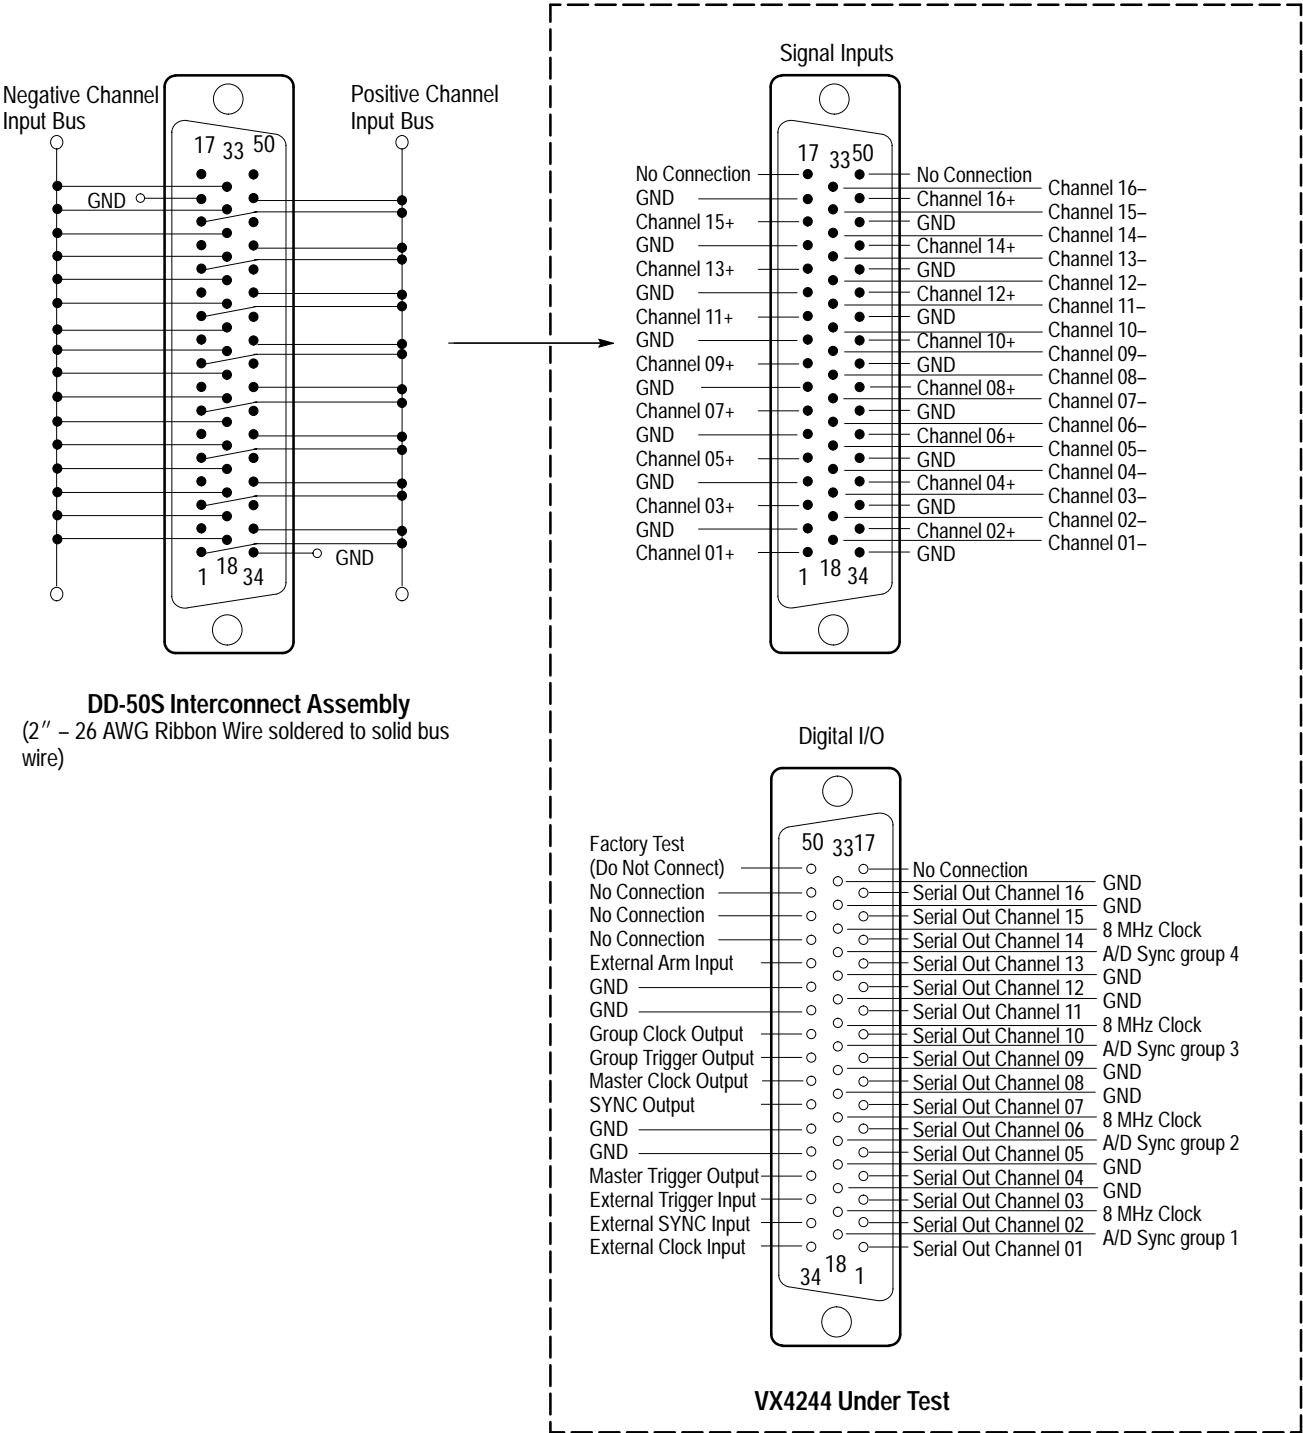 Negative Channel
Input Bus
Positive Channel
Input Bus
17 33 50
GND
GND
1 18 34
DD-50S Interconnect Assembly
(2″ – 26 AWG Ribbon Wire soldered to solid bus
wire)
Signal Inputs
17 33 50
No Connection
GND
Channel 15+
GND
Channel 13+
GND
Channel 11+
GND
Channel 09+
GND
Channel 07+
GND
Channel 05+
GND
Channel 03+
GND
Channel 01+
No Connection
Channel 16+
GND
Channel 14+
GND
Channel 12+
GND
Channel 10+
GND
Channel 08+
GND
Channel 06+
GND
Channel 04+
GND
Channel 02+
GND
Channel 16–
Channel 15–
Channel 14–
Channel 13–
Channel 12–
Channel 11–
Channel 10–
Channel 09–
Channel 08–
Channel 07–
Channel 06–
Channel 05–
Channel 04–
Channel 03–
Channel 02–
Channel 01–
1 18 34
Digital I/O
50 33 17
Factory Test
(Do Not Connect)
No Connection
No Connection
No Connection
External Arm Input
GND
GND
Group Clock Output
Group Trigger Output
Master Clock Output
SYNC Output
GND
GND
Master Trigger Output
External Trigger Input
External SYNC Input
External Clock Input
No Connection
Serial Out Channel 16
Serial Out Channel 15
Serial Out Channel 14
Serial Out Channel 13
Serial Out Channel 12
Serial Out Channel 11
Serial Out Channel 10
Serial Out Channel 09
Serial Out Channel 08
Serial Out Channel 07
Serial Out Channel 06
Serial Out Channel 05
Serial Out Channel 04
Serial Out Channel 03
Serial Out Channel 02
Serial Out Channel 01
GND
GND
8 MHz Clock
A/D Sync group 4
GND
GND
8 MHz Clock
A/D Sync group 3
GND
GND
8 MHz Clock
A/D Sync group 2
GND
GND
8 MHz Clock
A/D Sync group 1
34 18 1
VX4244 Under Test